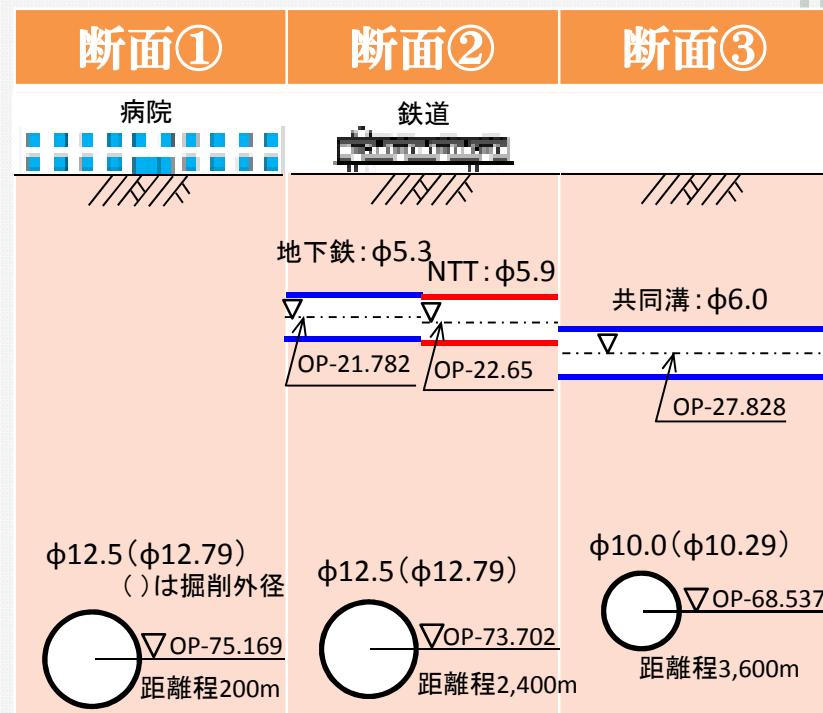 断面①
断面②
断面③
病院
鉄道
地下鉄:φ5.3
NTT:φ5.9
共同溝:φ6.0
OP-21.782
OP-22.65
OP-27.828
φ12.5(φ12.79)
( )は掘削外径
OP-75.169
距離程200m
φ12.5(φ12.79)
OP-73.702
距離程2,400m
φ10.0(φ10.29)
OP-68.537
距離程3,600m